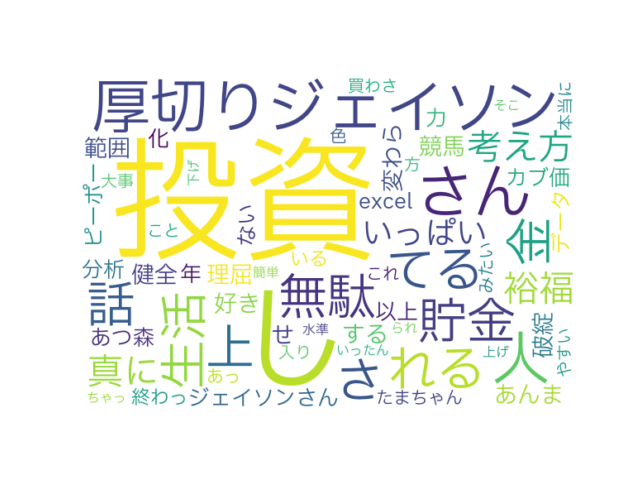 厚切りジェイソン
買わさ
そこ
本当に
化
色
力
範囲
競馬
考え方
大事
下げ
投資
変わら
方
カブ価
ピーポー
excel
さん
データ
こと
ない
いっぱい
金
みたい
分析
健全
年
理屈
いる
てる
これ
簡単
裕福
話
生活
好き
無駄
以上
貯金
あつ森
上
せ
する
水準
られ
破綻
やすい
真に
あっ
し
入り
さ
いったん
れる
人
上げ
ちゃっ
終わっ
ジェイソンさん
たまちゃん
あんま